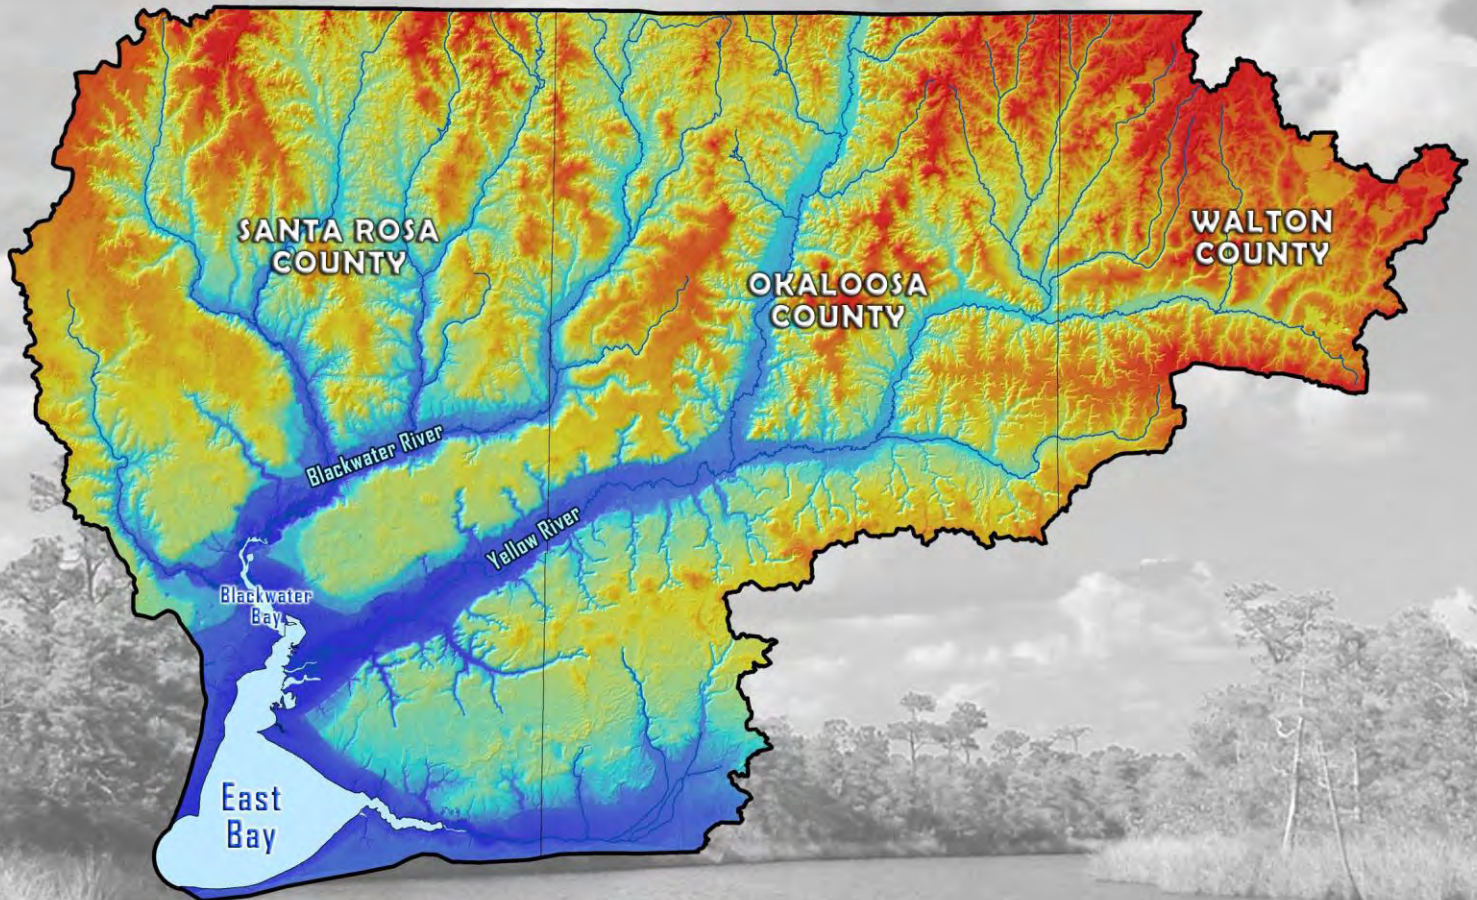 SANTA ROSA
COUNTY
WALTON
COUNTY
OKALOOSA
COUNTY
Blackwater River
Yellow River
Blackwater
Bay
East
Bay